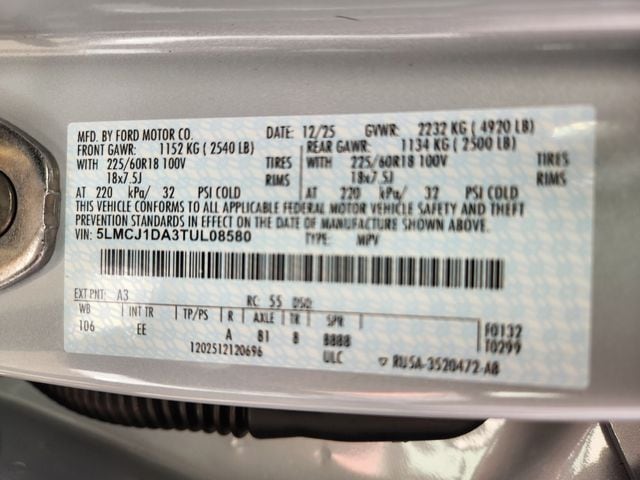 MFD. BY FORD MOTOR CO. DATE: 12/25 GVWR: 2232 KG ( 4920 LB)
FRONT GAWR: 1152 KG ( 2540 LB) REAR GAWR: 1134 KG ( 2500 LB)
WITH 225/60R18 100V TIRES WITH 225/60R18 100V TIRES
18x7.5J RIMS 18x7.5J RIMS
AT 220 kPa/ 32 PSI COLD AT 220 kPa/ 32 PSI COLD
THIS VEHICLE CONFORMS TO ALL APPLICABLE FEDERAL MOTOR VEHICLE SAFETY AND THEFT
PREVENTION STANDARDS IN EFFECT ON THE DATE OF MANUFACTURE SHOWN ABOVE.
VIN: 5LMCJ1DA3TUL08580 TYPE: MPV
EXT PNT: A3 RC: 55 DSO:
WB INT TR TP/PS R AXLE TR SPR F0132
106 EE A B1 8 BBBB T0299
1202512120696 ULC RU5A-3520472-AB